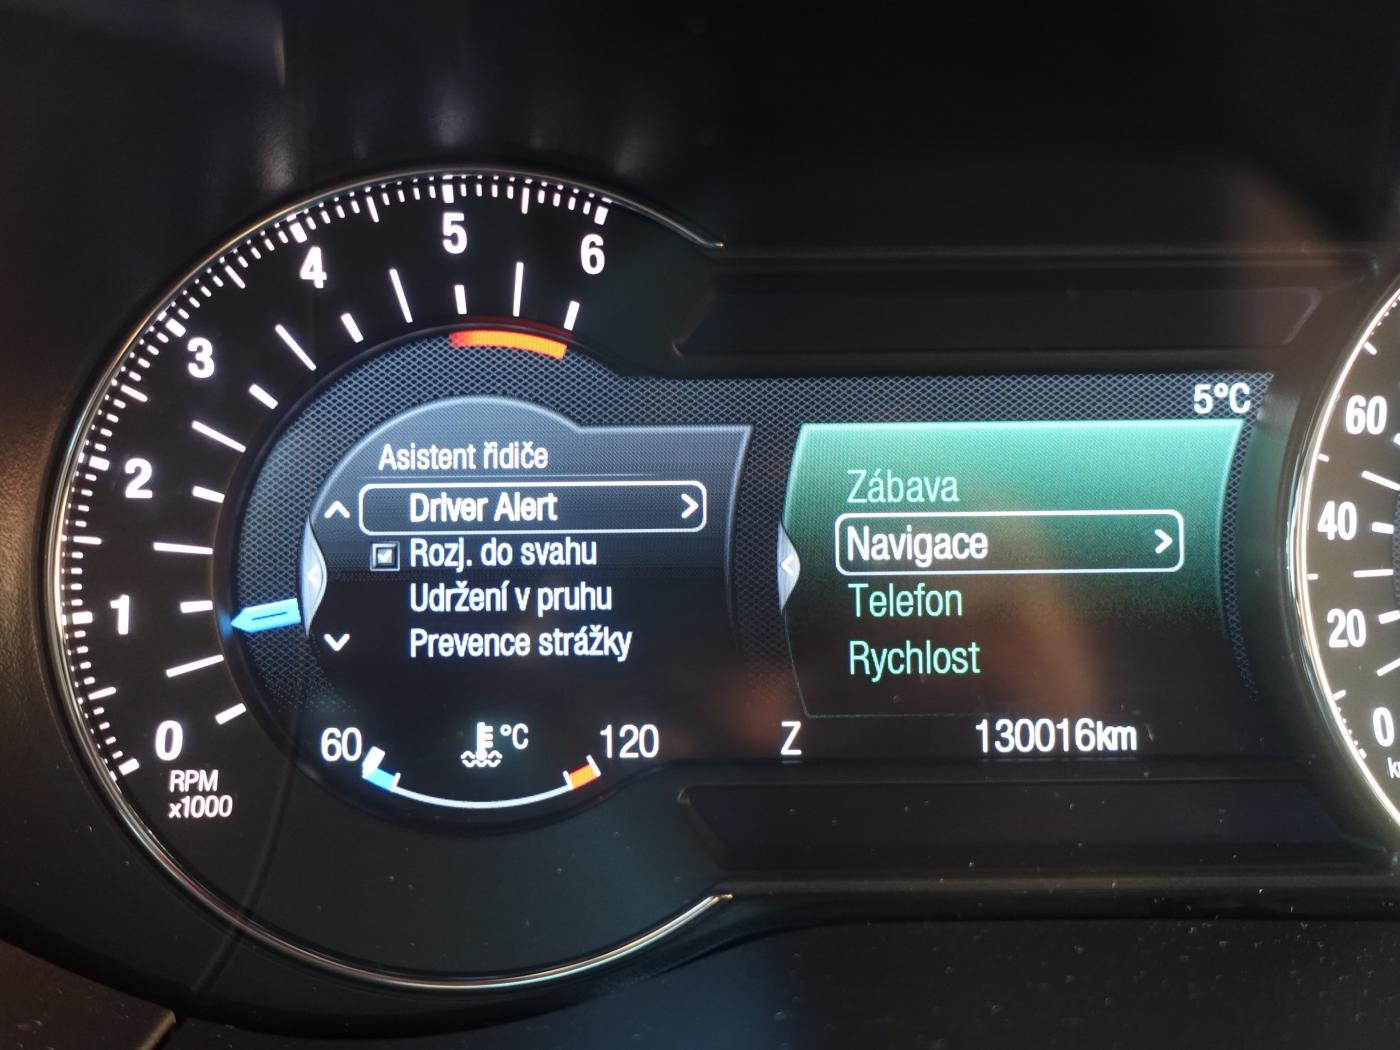 6
5
4
3
2
1
0
RPM
x1000
Asistent řidiče
Driver Alert
Rozj. do svahu
Udržení v pruhu
Prevence strážky
60
°C
120
5°C
Zábava
Navigace
Telefon
Rychlost
Z
130016km
60
40
20
0